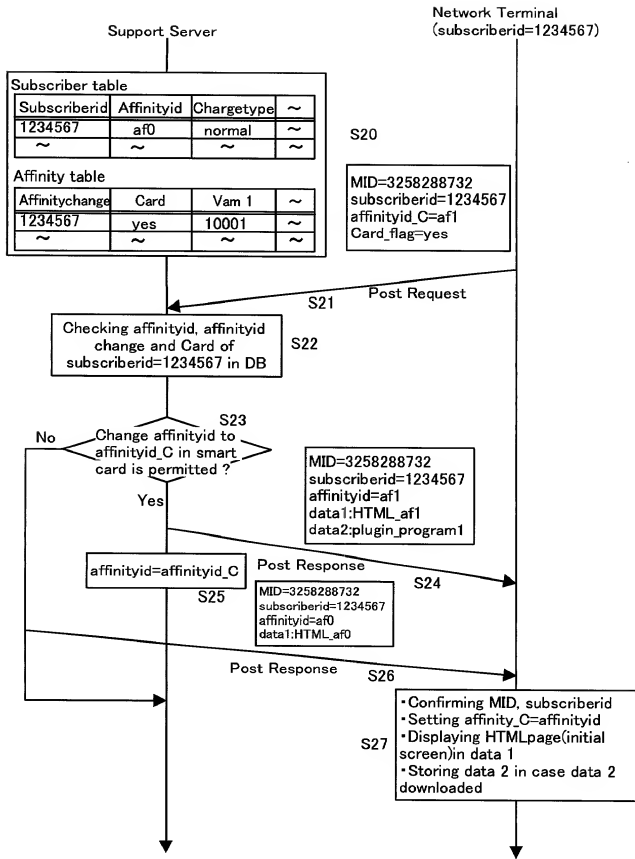 Support Server
Network Terminal
(subscriberid=1234567)
Subscriber table
Subscriberid Affinityid Chargetype ~
1234567 af0 normal ~
~ ~ ~ ~
Affinity table
Affinitychange Card Vam 1 ~
1234567 yes 10001 ~
~ ~ ~ ~
S20
MID=3258288732
subscriberid=1234567
affinityid_C=af1
Card_flag=yes
Post Request
S21
Checking affinityid, affinityid
change and Card of
subscriberid=1234567 in DB
S22
S23
No
Change affinityid to
affinityid_C in smart
card is permitted ?
Yes
MID=3258288732
subscriberid=1234567
affinityid=af1
data1:HTML_af1
data2:plugin_program1
Post Response
S24
affinityid=affinityid_C
S25
MID=3258288732
subscriberid=1234567
affinityid=af0
data1:HTML_af0
Post Response
S26
S27
・Confirming MID, subscriberid
・Setting affinity_C=affinityid
・Displaying HTMLpage(initial
screen)in data 1
・Storing data 2 in case data 2
downloaded